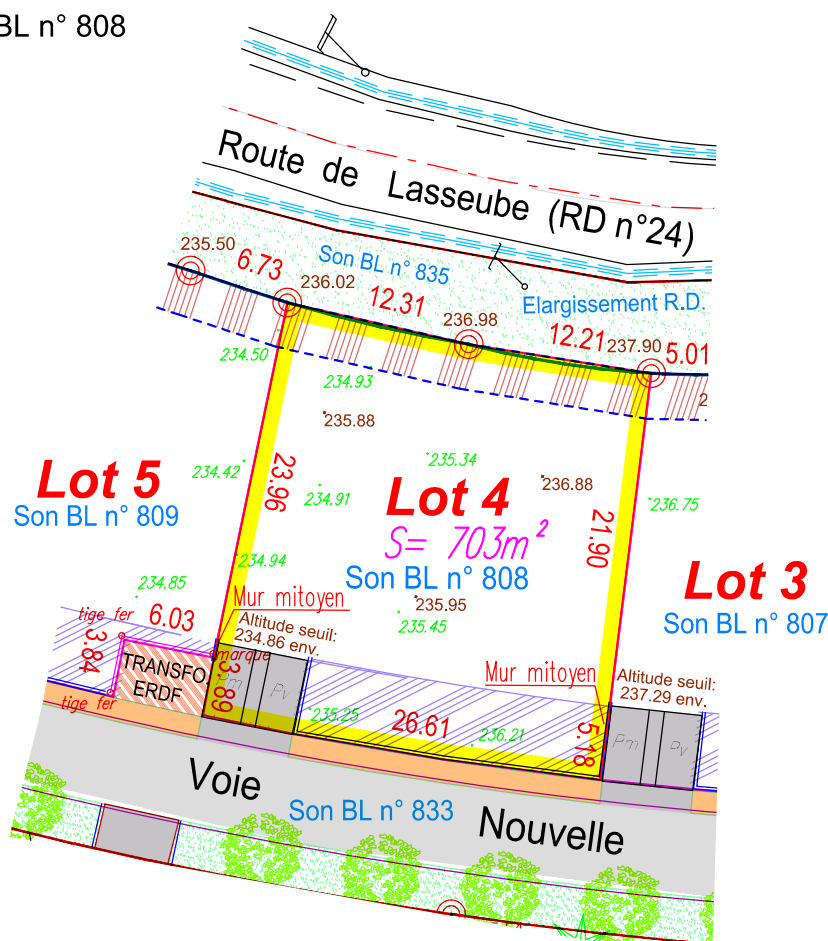 BL n° 808
Route de Lasseube (RD n°24)
235.50
6.73
Son BL n° 835
236.02
12.31
Elargissement R.D.
236.98
12.21
237.90
5.01
234.50
234.93
235.88
2
234.42
23.96
234.91
235.34
236.88
21.90
236.75
Lot 5
Son BL n° 809
Lot 4
S= 703m²
Son BL n° 808
Lot 3
Son BL n° 807
234.94
234.85
235.95
235.45
tige fer
6.03
Mur mitoyen
Altitude seuil:
234.86 env.
3.84
TRANSFO.
ERDF
marque
3.89
Pm
Pv
tige fer
Mur mitoyen
Altitude seuil:
237.29 env.
235.25
26.61
236.21
5.18
Pm
Pv
Voie Nouvelle
Son BL n° 833